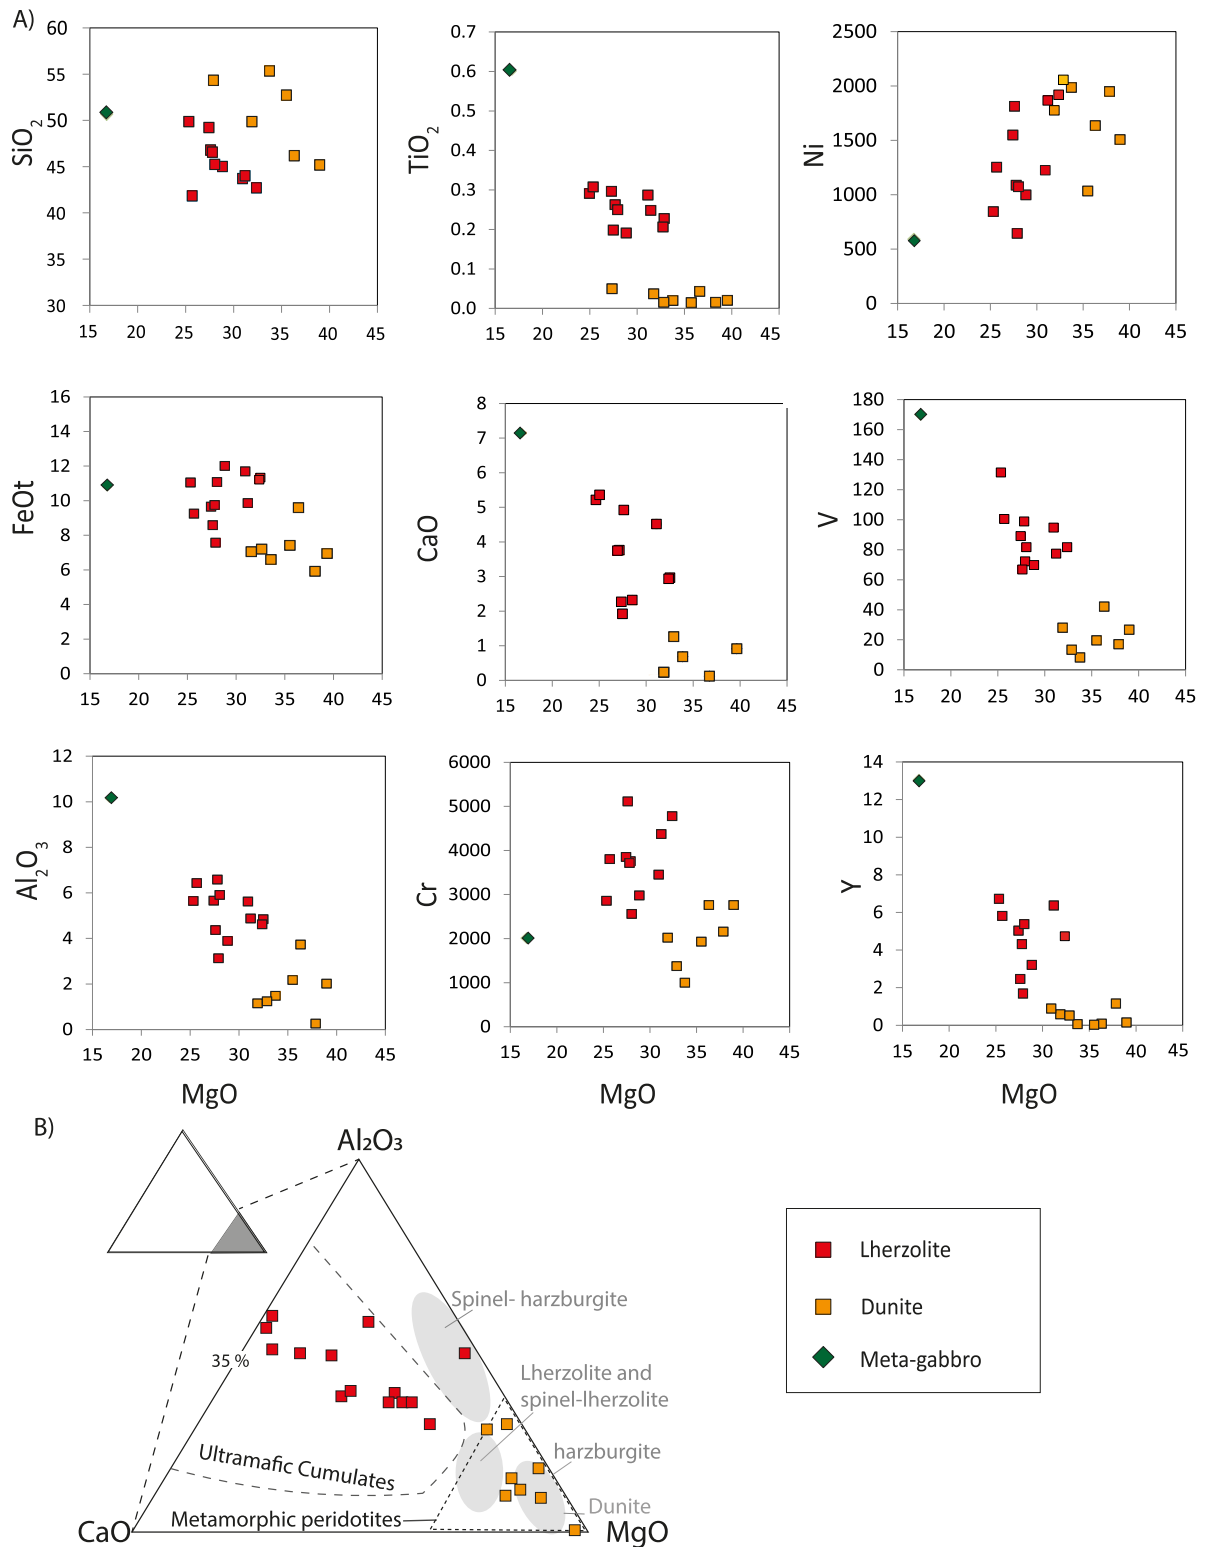 A)
60
55
50
45
40
35
30
SiO2
15 20 25 30 35 40 45
0.7
0.6
0.5
0.4
0.3
0.2
0.1
0.0
TiO2
15 20 25 30 35 40 45
2500
2000
1500
1000
500
0
Ni
15 20 25 30 35 40 45
16
14
12
10
8
6
4
2
0
FeOt
15 20 25 30 35 40 45
8
7
6
5
4
3
2
1
0
CaO
15 20 25 30 35 40 45
180
160
140
120
100
80
60
40
20
0
V
15 20 25 30 35 40 45
12
10
8
6
4
2
0
Al2O3
15 20 25 30 35 40 45
MgO
6000
5000
4000
3000
2000
1000
0
Cr
15 20 25 30 35 40 45
MgO
14
12
10
8
6
4
2
0
Y
15 20 25 30 35 40 45
MgO
B)
Al2O3
Spinel- harzburgite
35 %
Lherzolite and
spinel-lherzolite
harzburgite
Ultramafic Cumulates
Dunite
Metamorphic peridotites
CaO
MgO
Lherzolite
Dunite
Meta-gabbro